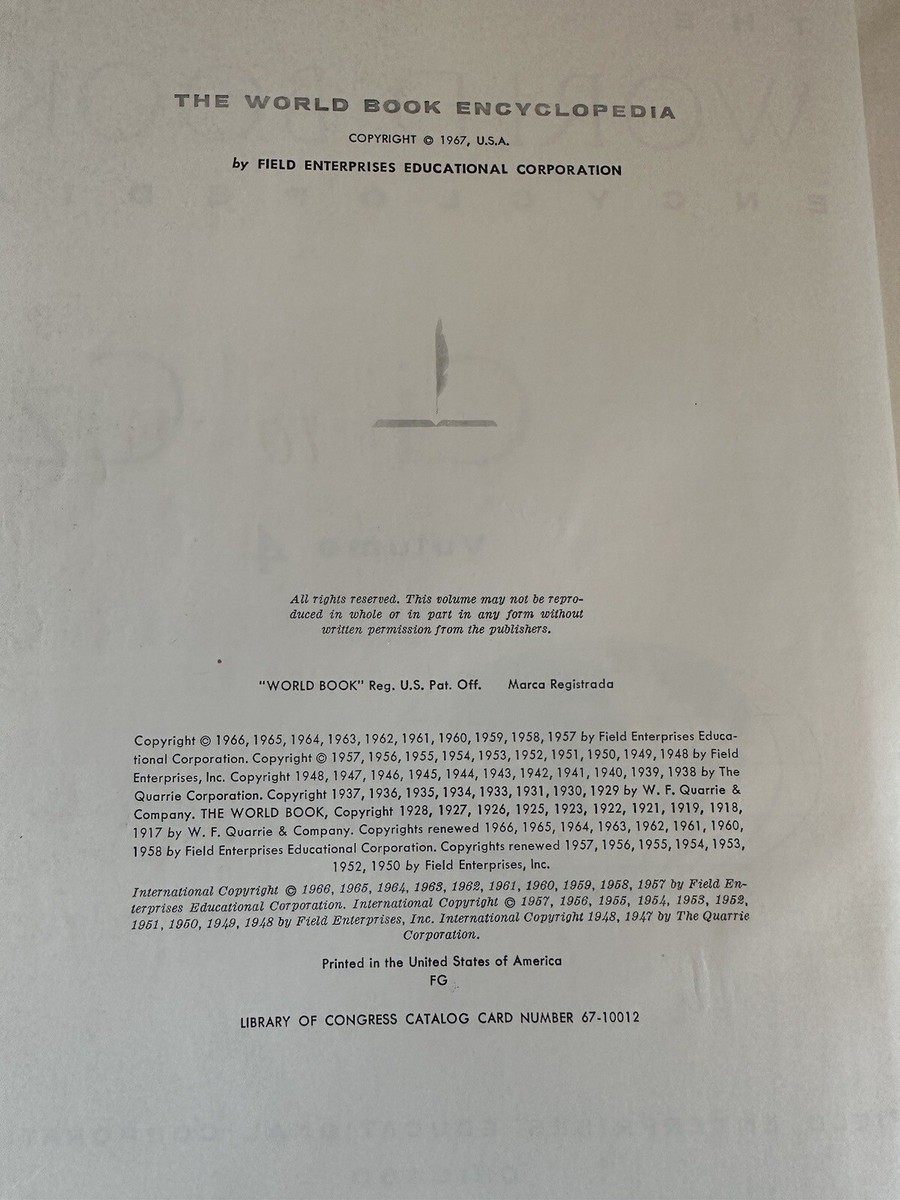 THE WORLD BOOK ENCYCLOPEDIA
COPYRIGHT © 1967, U.S.A.
by FIELD ENTERPRISES EDUCATIONAL CORPORATION
All rights reserved. This volume may not be repro-
duced in whole or in part in any form without
written permission from the publishers.
"WORLD BOOK" Reg. U.S. Pat. Off. Marca Registrada
Copyright © 1966, 1965, 1964, 1963, 1962, 1961, 1960, 1959, 1958, 1957 by Field Enterprises Educa-
tional Corporation. Copyright © 1957, 1956, 1955, 1954, 1953, 1952, 1951, 1950, 1949, 1948 by Field
Enterprises, Inc. Copyright 1948, 1947, 1946, 1945, 1944, 1943, 1942, 1941, 1940, 1939, 1938 by The
Quarrie Corporation. Copyright 1937, 1936, 1935, 1934, 1933, 1931, 1930, 1929 by W. F. Quarrie &
Company. THE WORLD BOOK, Copyright 1928, 1927, 1926, 1925, 1923, 1922, 1921, 1919, 1918,
1917 by W. F. Quarrie & Company. Copyrights renewed 1966, 1965, 1964, 1963, 1962, 1961, 1960,
1958 by Field Enterprises Educational Corporation. Copyrights renewed 1957, 1956, 1955, 1954, 1953,
1952, 1950 by Field Enterprises, Inc.
International Copyright © 1966, 1965, 1964, 1963, 1962, 1961, 1960, 1959, 1958, 1957 by Field En-
terprises Educational Corporation. International Copyright © 1957, 1956, 1955, 1954, 1953, 1952,
1951, 1950, 1949, 1948 by Field Enterprises, Inc. International Copyright 1948, 1947 by The Quarrie
Corporation.
Printed in the United States of America
FG
LIBRARY OF CONGRESS CATALOG CARD NUMBER 67-10012